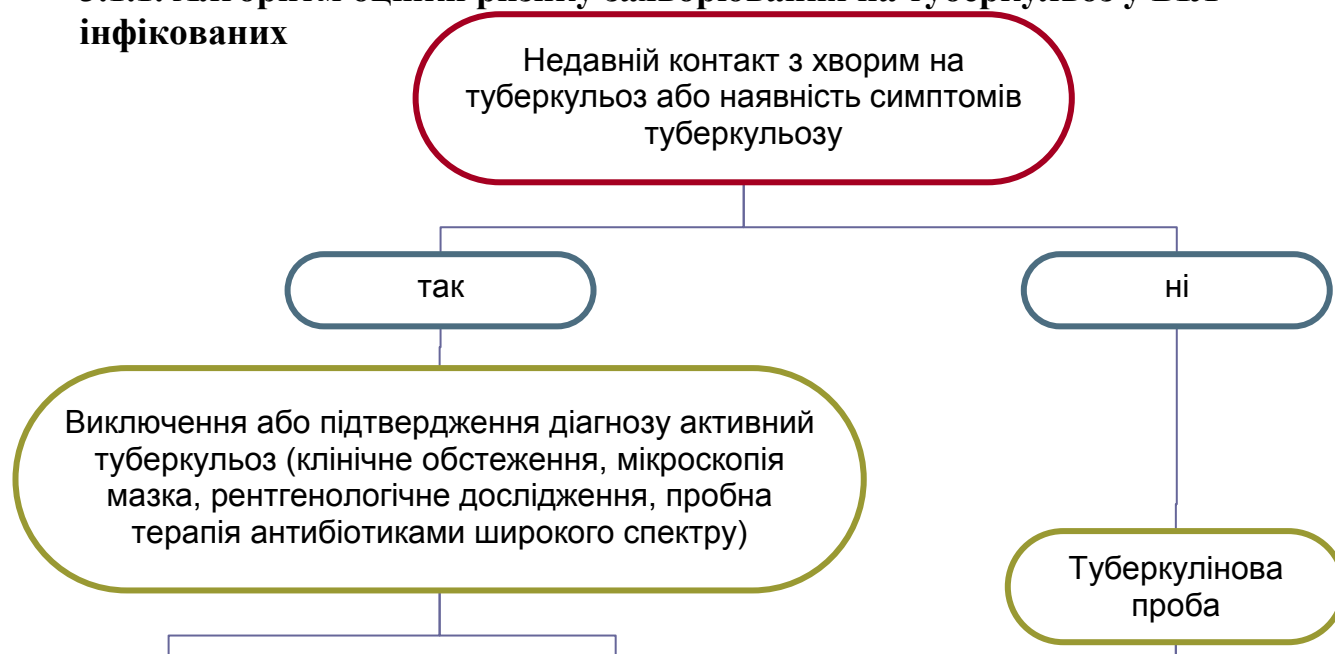 інфікованих
Недавній контакт з хворим на
туберкульоз або наявність симптомів
туберкульозу
так
ні
Виключення або підтвердження діагнозу активний
туберкульоз (клінічне обстеження, мікроскопія
мазка, рентгенологічне дослідження, пробна
терапія антибіотиками широкого спектру)
Туберкулінова
проба